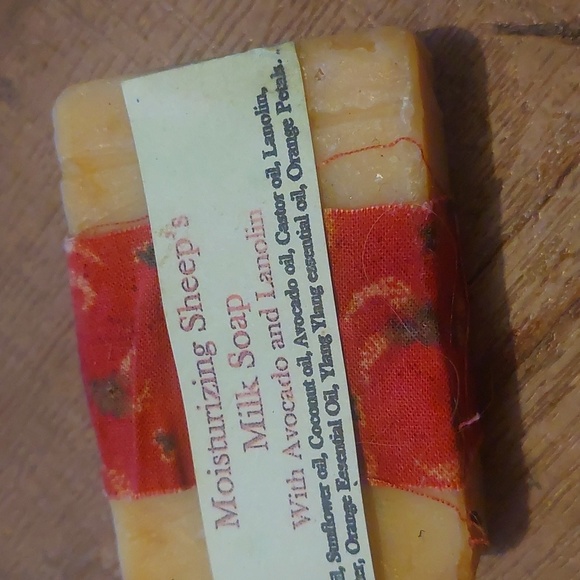 Moisturizing Sheep's
Milk Soap
With Avocado and Lanolin
Sunflower oil, Coconut oil, Avocado oil, Castor oil, Lanolin,
Orange Essential Oil, Ylang Ylang essential oil, Orange Petals...